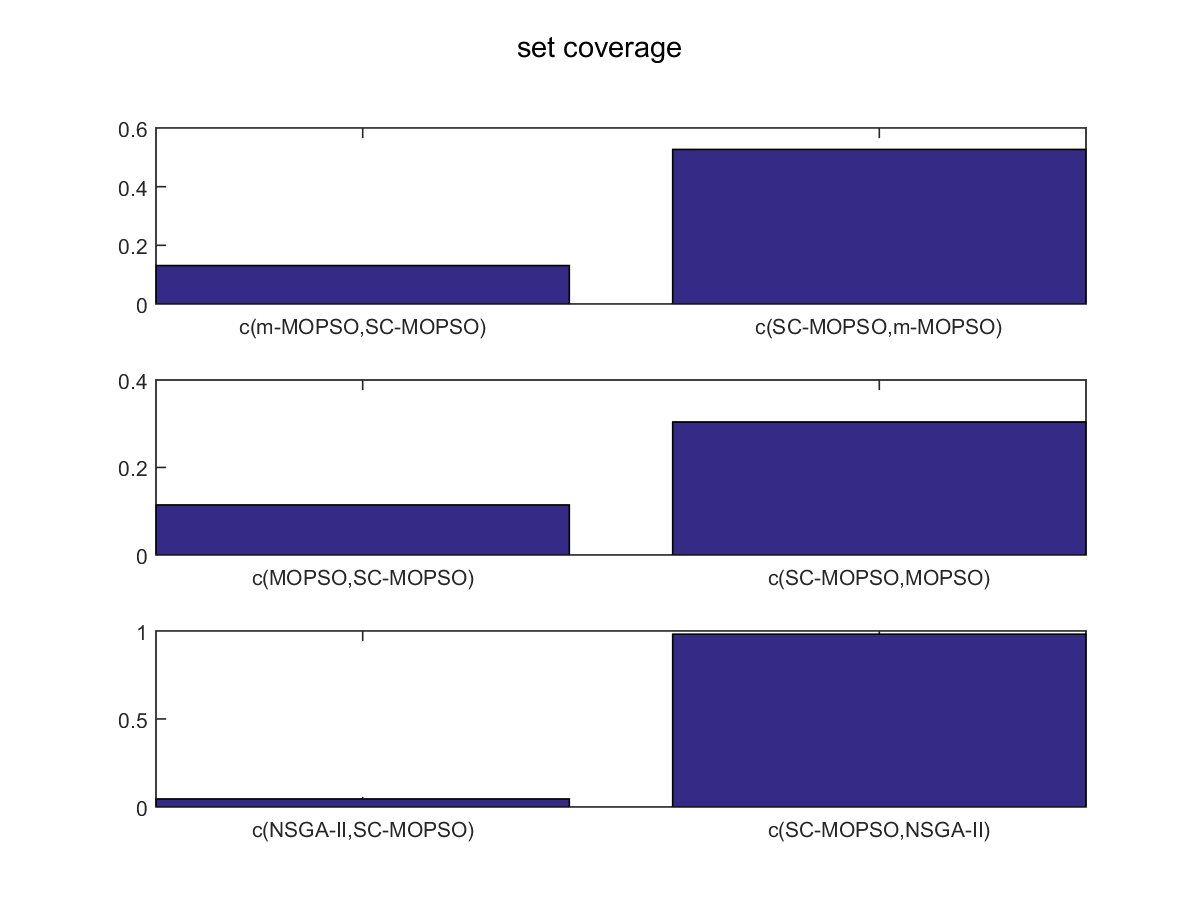 set coverage
0.6
0.4
0.2
0
c(m-MOPSO,SC-MOPSO) c(SC-MOPSO,m-MOPSO)
0.4
0.2
0
c(MOPSO,SC-MOPSO) c(SC-MOPSO,MOPSO)
1
0.5
0
c(NSGA-II,SC-MOPSO) c(SC-MOPSO,NSGA-II)